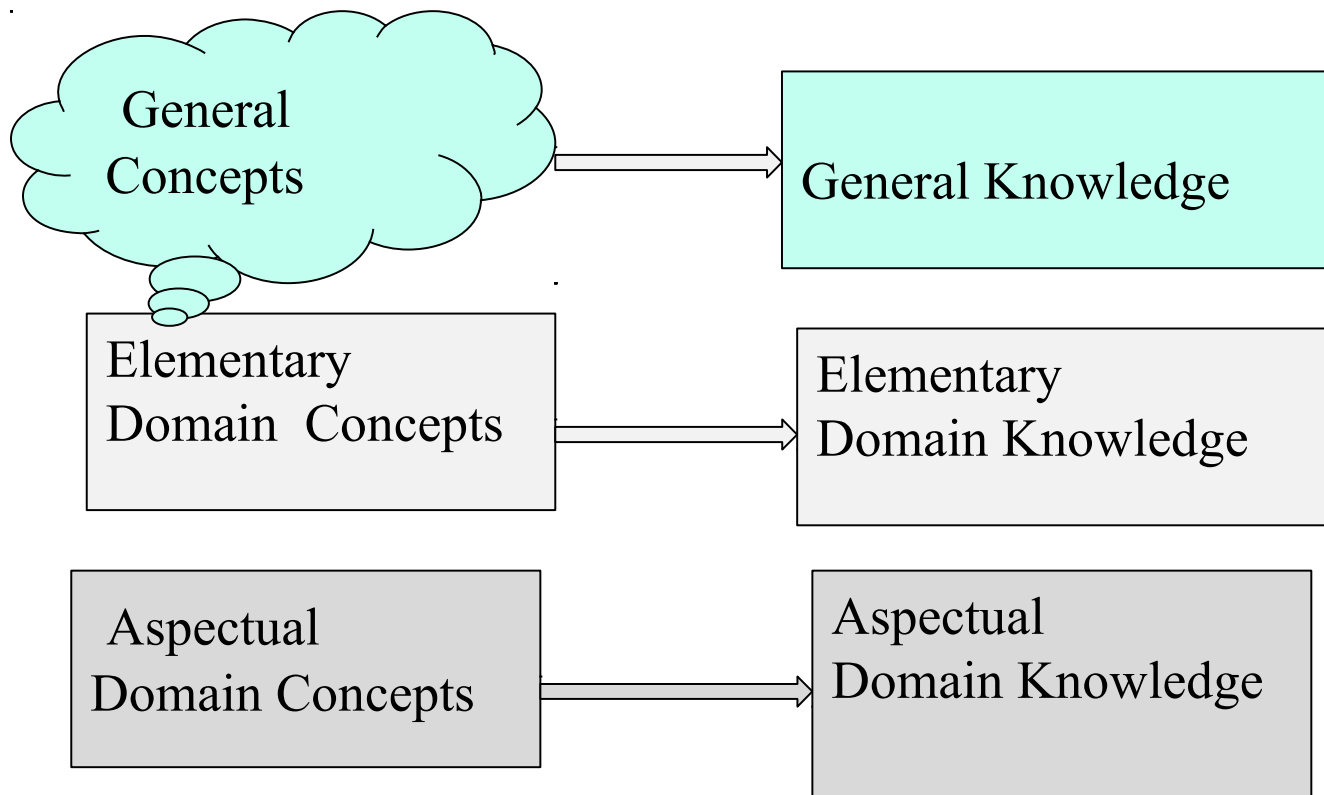 General
Concepts
General Knowledge
Elementary
Domain  Concepts
Elementary
Domain Knowledge
Aspectual
Domain Concepts
Aspectual
Domain Knowledge